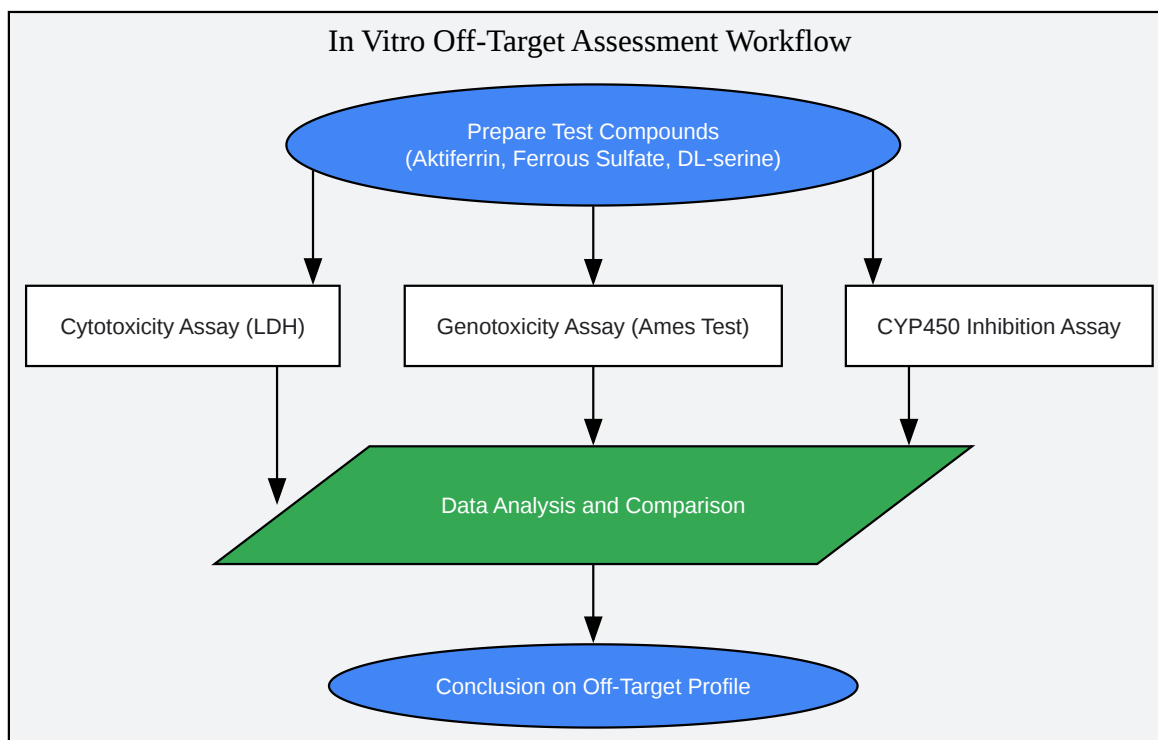 In Vitro Off-Target Assessment Workflow
Prepare Test Compounds
(Aktiferrin, Ferrous Sulfate, DL-serine)
Cytotoxicity Assay (LDH)
Genotoxicity Assay (Ames Test)
CYP450 Inhibition Assay
Data Analysis and Comparison
Conclusion on Off-Target Profile